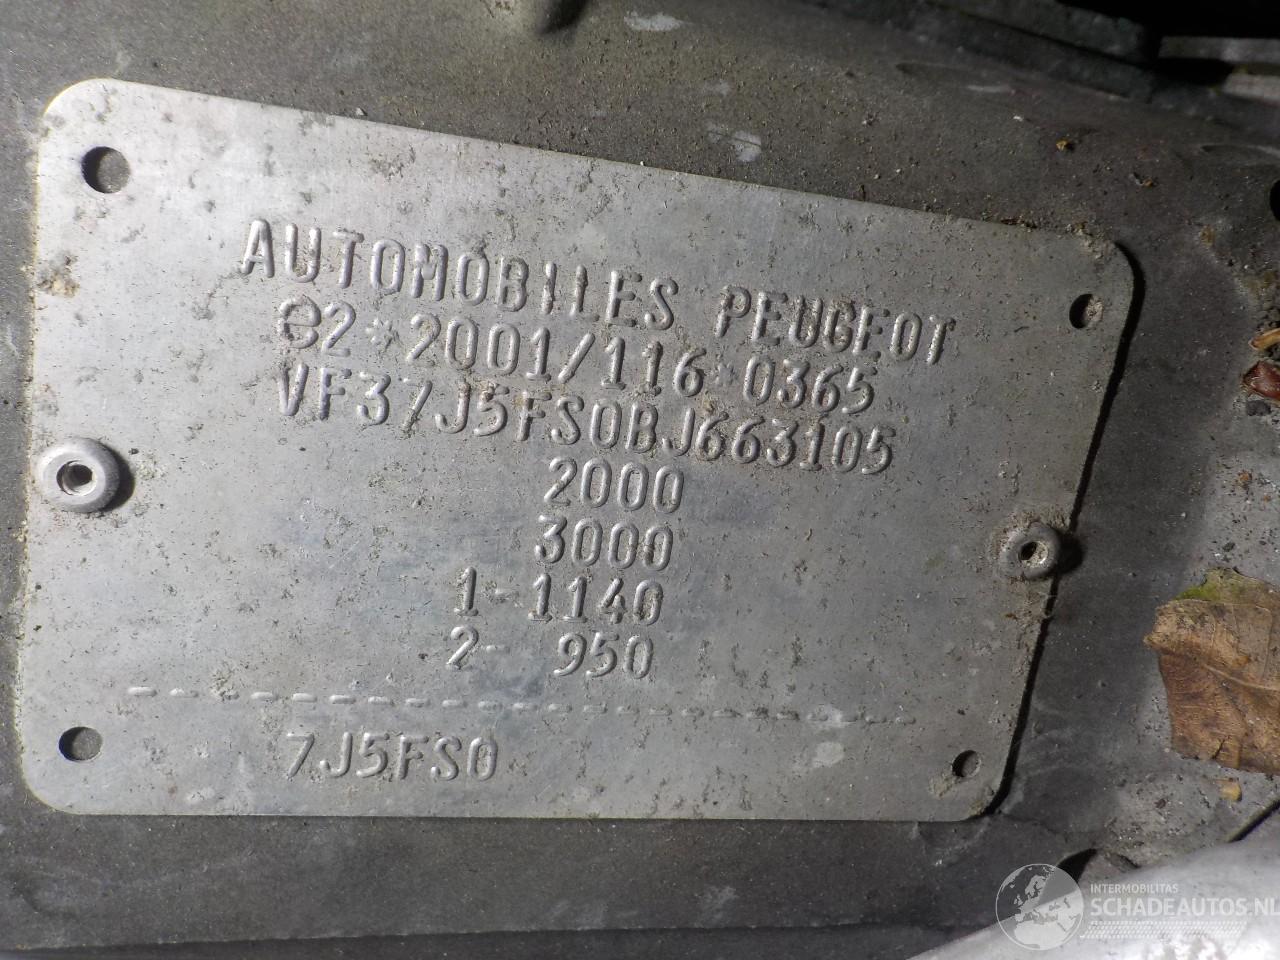 AUTOMOBILES PEUGEOT
e2*2001/116*0365
VF37J5FS0BJ663105
2000
3000
1- 1140
2- 950
--------------------
7J5FS0
INTERMOBILITAS
SCHADEAUTOS.NL